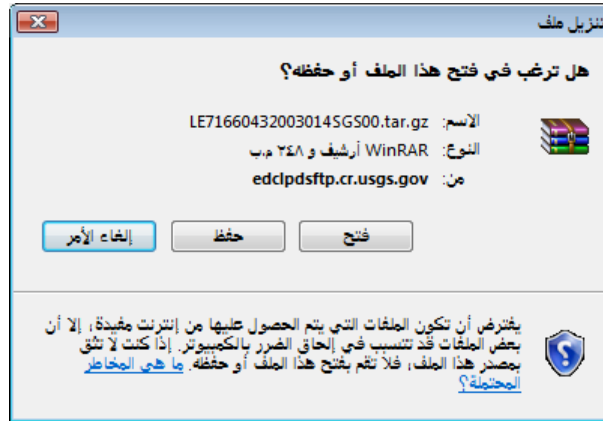 تنزيل ملف
هل ترغب في فتح هذا الملف أو حفظه؟
الاسم: LE71660432003014SGS00.tar.gz
النوع: WinRAR أرشيف و ٢٤٨ م.ب
من: edclpdsftp.cr.usgs.gov
فتح
حفظ
إلغاء الأمر
يفترض أن تكون الملفات التي يتم الحصول عليها من إنترنت مفيدة، إلا أن
بعض الملفات قد تتسبب في إلحاق الضرر بالكمبيوتر. إذا كنت لا تثق
بمصدر هذا الملف، فلا تقم بفتح هذا الملف أو حفظه. ما هي المخاطر
المحتملة؟